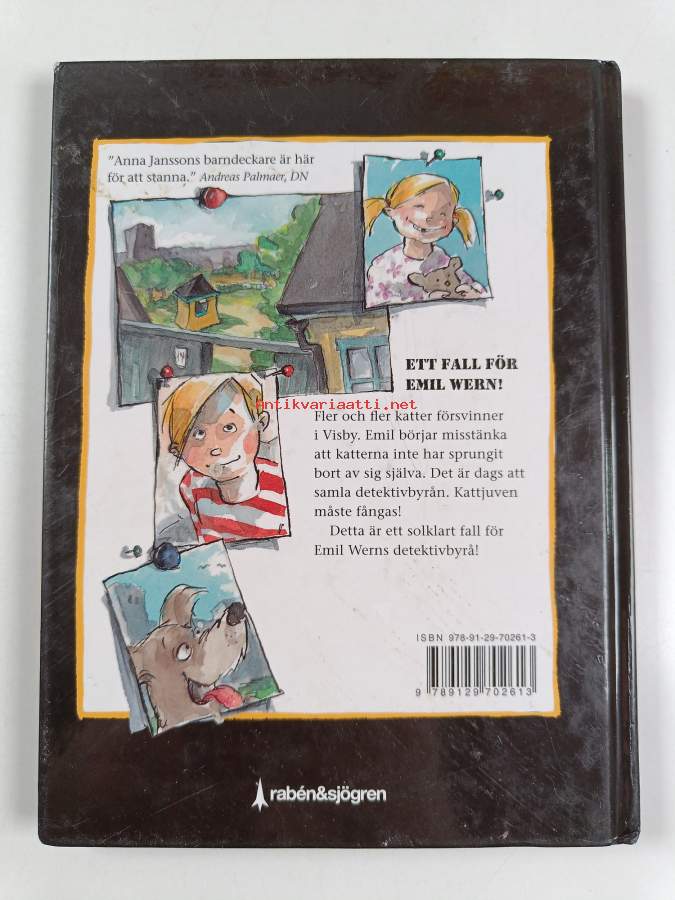 ”Anna Janssons barndeckare är här
för att stanna.” Andreas Palmaer, DN
14
ETT FALL FÖR
EMIL WERN!
antikvariaatti.net
Fler och fler katter försvinner
i Visby. Emil börjar misstänka
att katterna inte har sprungit
bort av sig själva. Det är dags att
samla detektivbyrån. Kattjuven
måste fångas!
Detta är ett solklart fall för
Emil Werns detektivbyrå!
ISBN 978-91-29-70261-3
9 789129 702613
rabén&sjögren